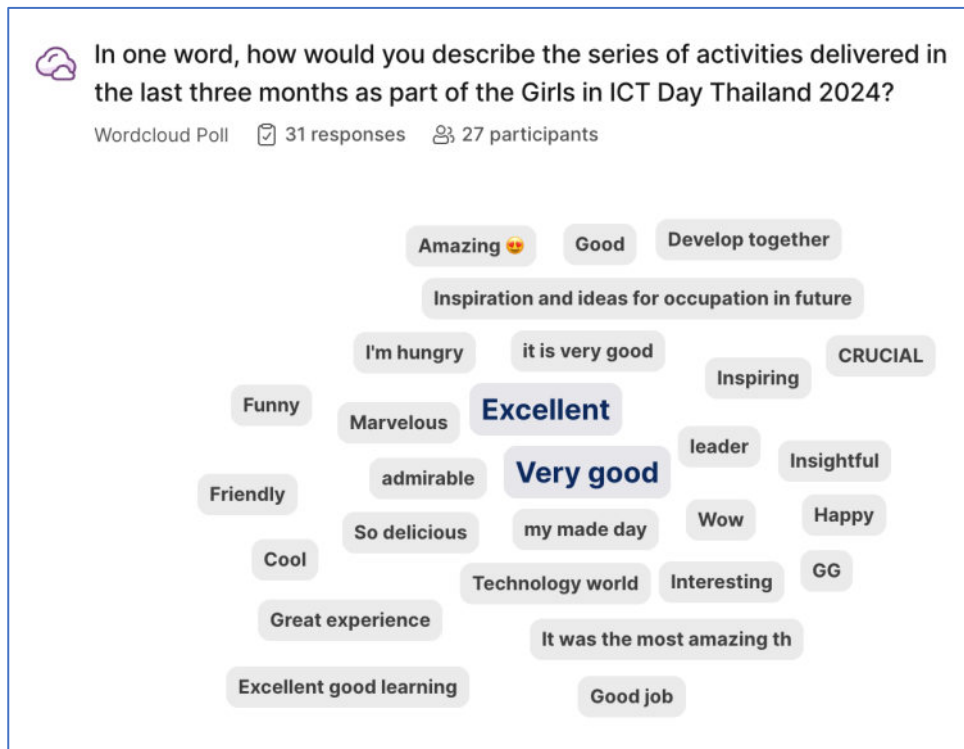 In one word, how would you describe the series of activities delivered in
the last three months as part of the Girls in ICT Day Thailand 2024?
Wordcloud Poll 31 responses 27 participants
Amazing 😍 Good Develop together
Inspiration and ideas for occupation in future
I'm hungry it is very good CRUCIAL
Inspiring
Funny Marvelous Excellent
leader Insightful
admirable Very good
Friendly
So delicious my made day Wow Happy
Cool
Technology world Interesting GG
Great experience
It was the most amazing th
Excellent good learning
Good job